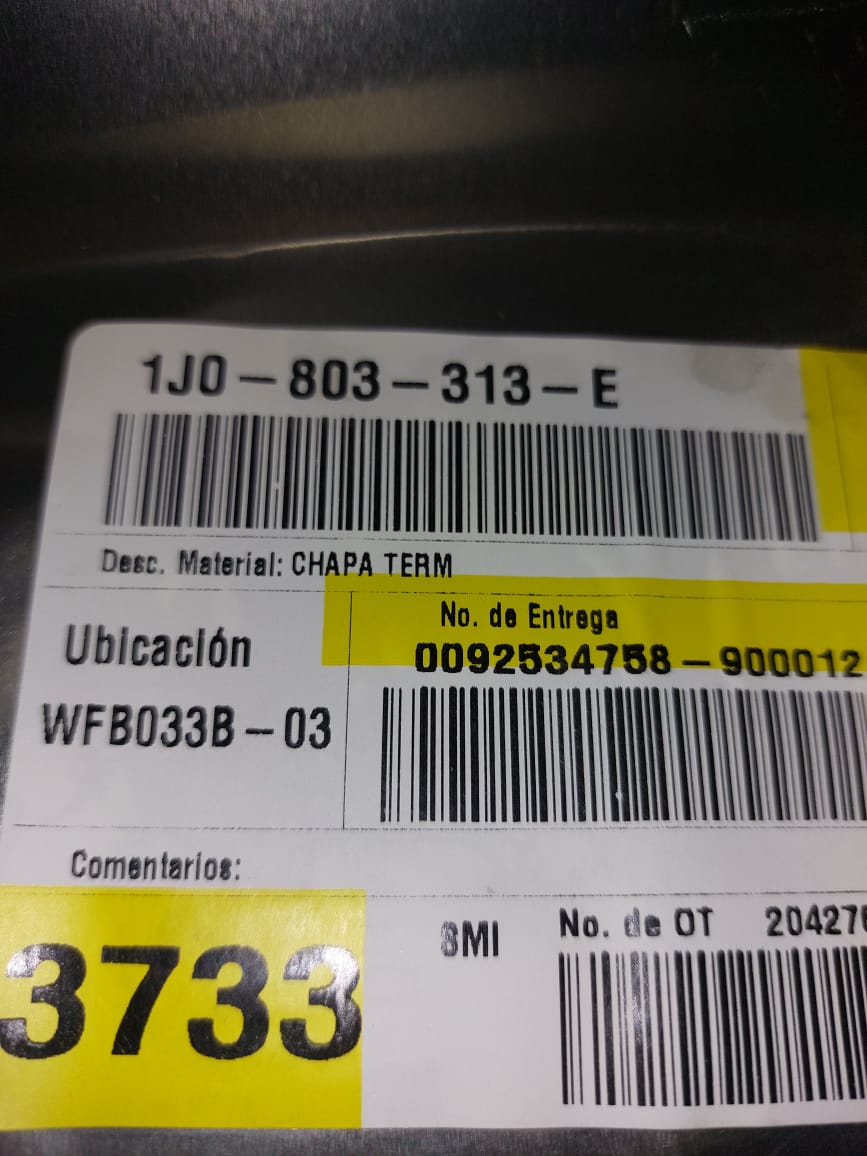 1J0-803-313-E
Desc. Material: CHAPA TERM
No. de Entrega
Ubicación
0092534758-900012
WFB033B-03
Comentarios:
SMI
No. de OT
3733